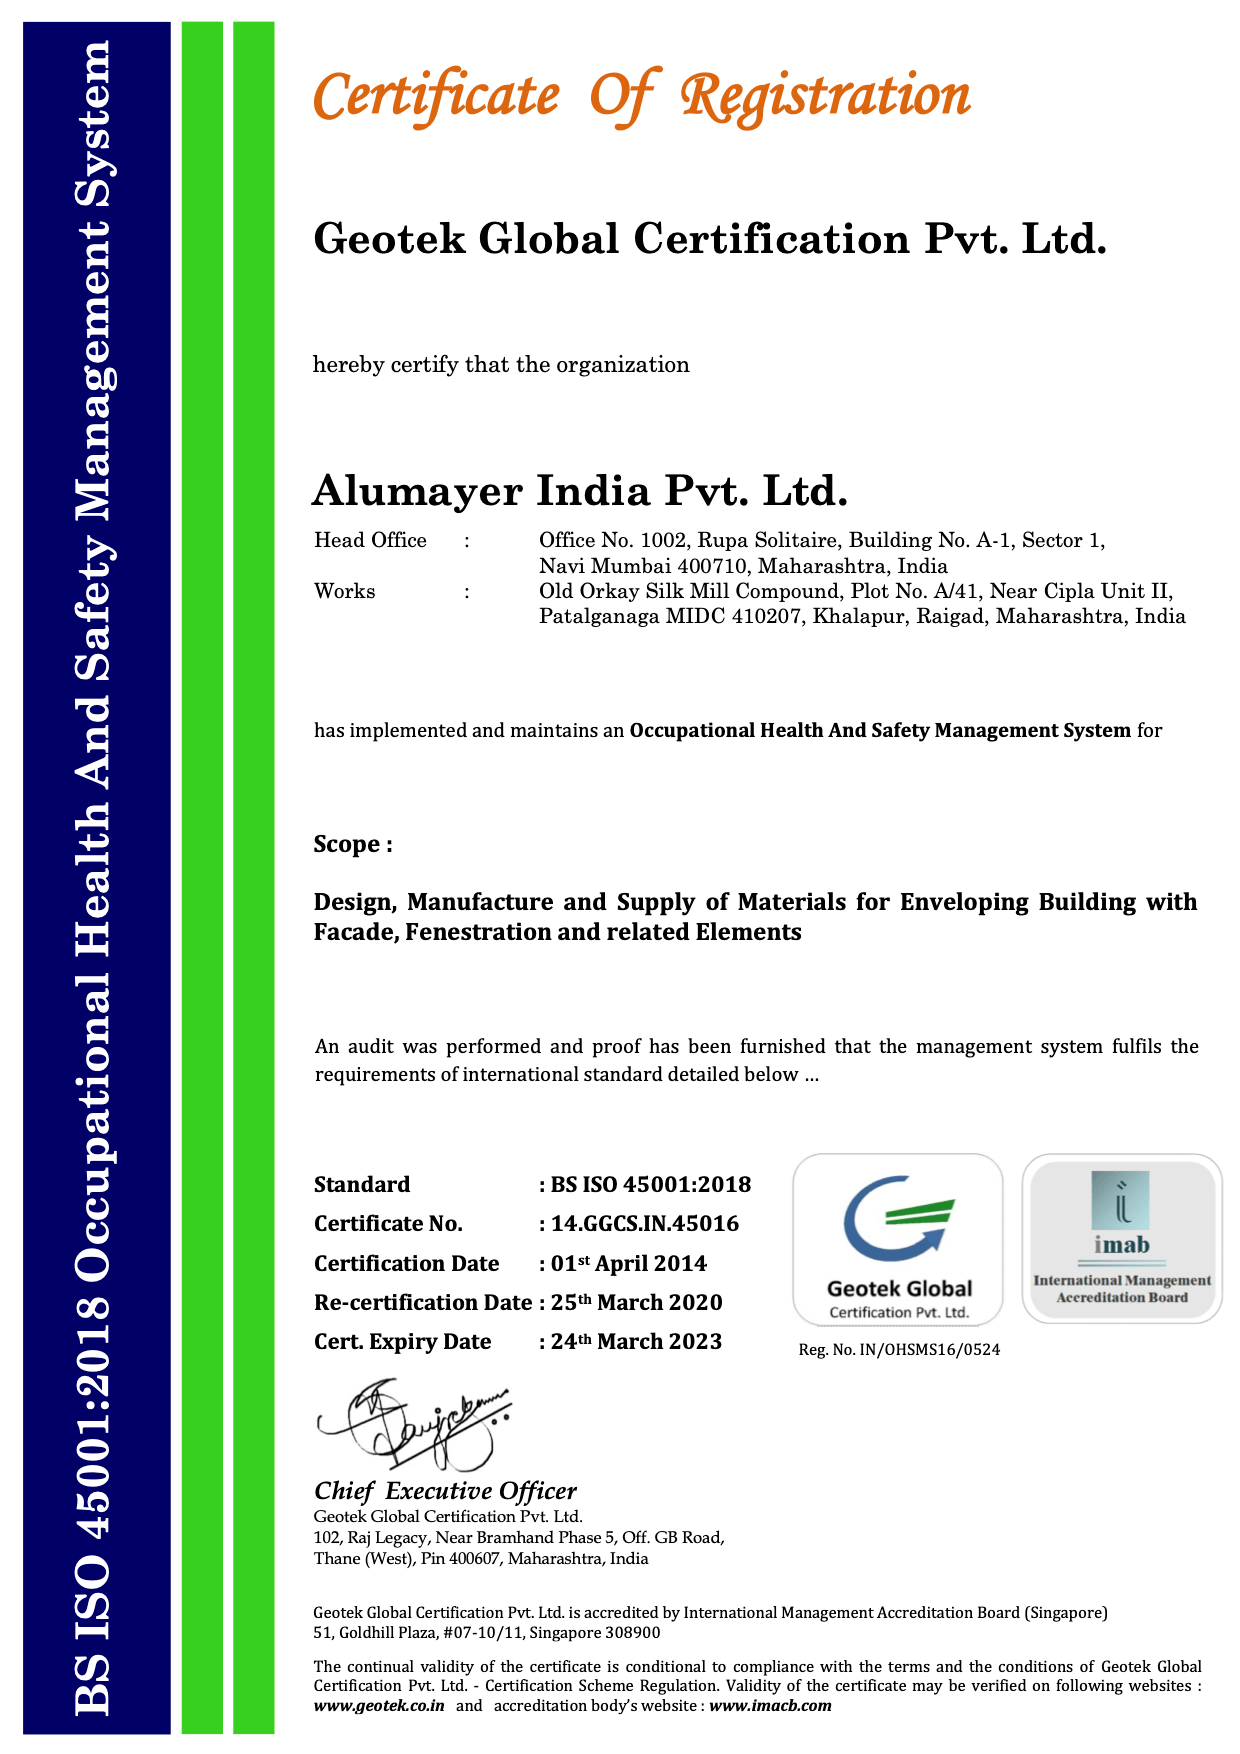 BS ISO 45001:2018 Occupational Health And Safety Management System
Certificate Of Registration
Geotek Global Certification Pvt. Ltd.
hereby certify that the organization
Alumayer India Pvt. Ltd.
Head Office : Office No. 1002, Rupa Solitaire, Building No. A-1, Sector 1,
Navi Mumbai 400710, Maharashtra, India
Works : Old Orkay Silk Mill Compound, Plot No. A/41, Near Cipla Unit II,
Patalganaga MIDC 410207, Khalapur, Raigad, Maharashtra, India
has implemented and maintains an Occupational Health And Safety Management System for
Scope :
Design, Manufacture and Supply of Materials for Enveloping Building with
Facade, Fenestration and related Elements
An audit was performed and proof has been furnished that the management system fulfils the
requirements of international standard detailed below ...
Standard : BS ISO 45001:2018
Certificate No. : 14.GGCS.IN.45016
Certification Date : 01st April 2014
Re-certification Date : 25th March 2020
Cert. Expiry Date : 24th March 2023
Geotek Global
Certification Pvt. Ltd.
Reg. No. IN/OHSMS16/0524
imab
International Management
Accreditation Board
Chief Executive Officer
Geotek Global Certification Pvt. Ltd.
102, Raj Legacy, Near Bramhand Phase 5, Off. GB Road,
Thane (West), Pin 400607, Maharashtra, India
Geotek Global Certification Pvt. Ltd. is accredited by International Management Accreditation Board (Singapore)
51, Goldhill Plaza, #07-10/11, Singapore 308900
The continual validity of the certificate is conditional to compliance with the terms and the conditions of Geotek Global
Certification Pvt. Ltd. - Certification Scheme Regulation. Validity of the certificate may be verified on following websites :
www.geotek.co.in and accreditation body's website : www.imacb.com